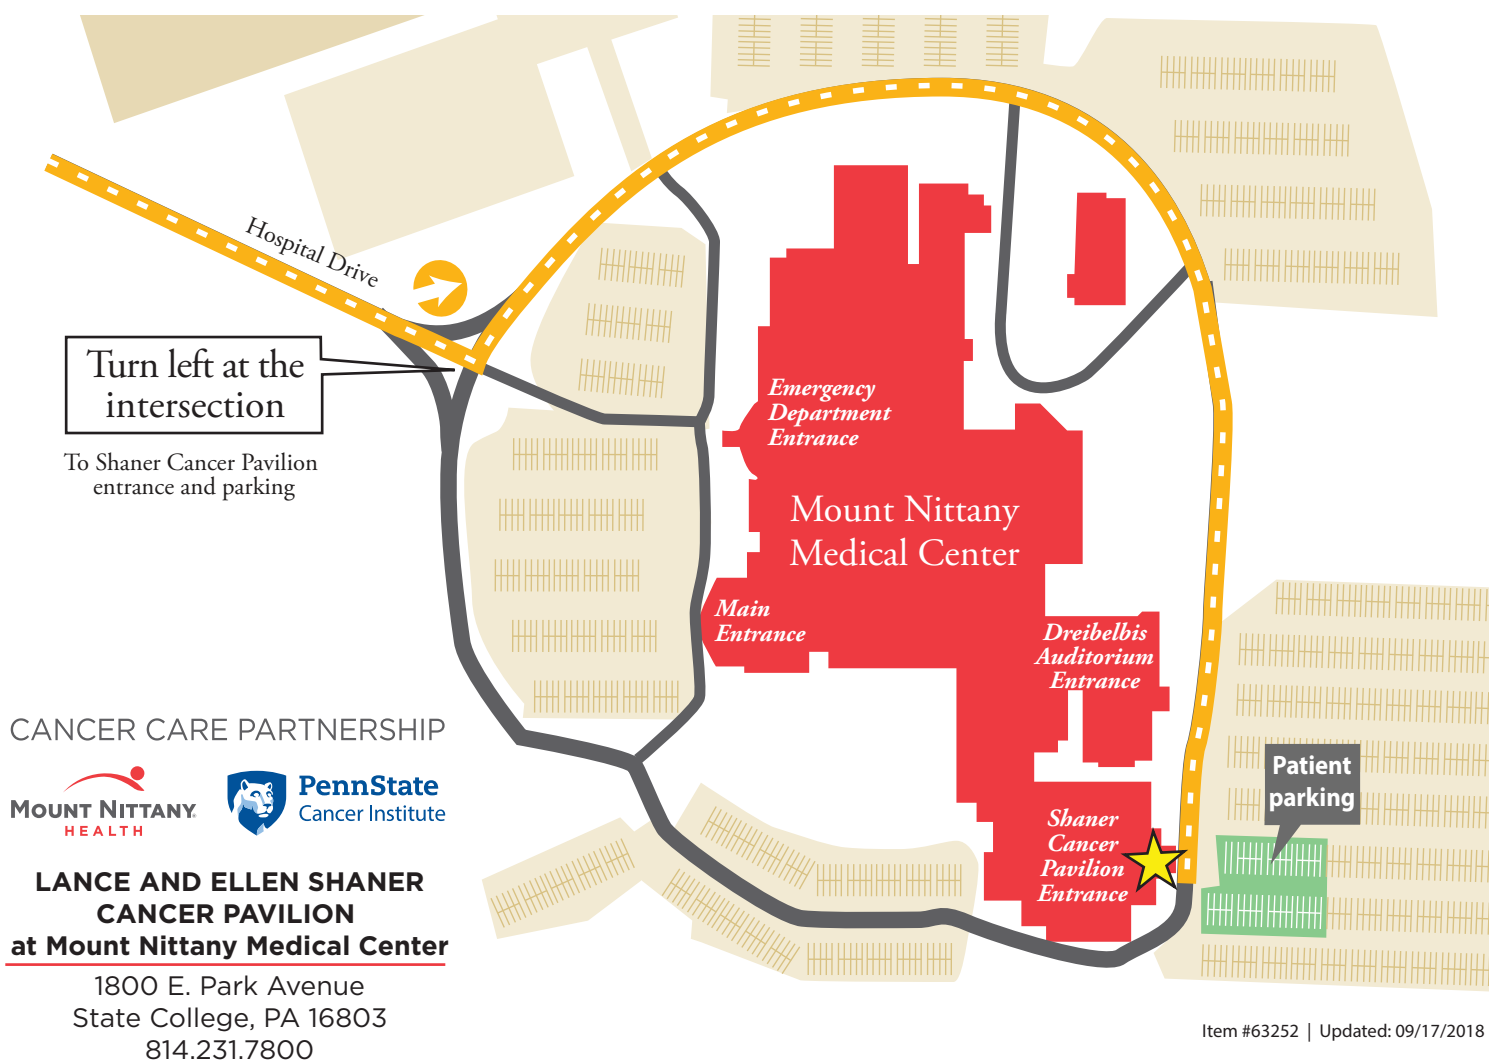 Hospital Drive
Turn left at the
intersection
To Shaner Cancer Pavilion
entrance and parking
Emergency
Department
Entrance
Mount Nittany
Medical Center
Main
Entrance
Dreibelbis
Auditorium
Entrance
Patient
parking
Shaner
Cancer
Pavilion
Entrance
CANCER CARE PARTNERSHIP
MOUNT NITTANY
HEALTH
PennState
Cancer Institute
LANCE AND ELLEN SHANER
CANCER PAVILION
at Mount Nittany Medical Center
1800 E. Park Avenue
State College, PA 16803
814.231.7800
Item #63252 | Updated: 09/17/2018